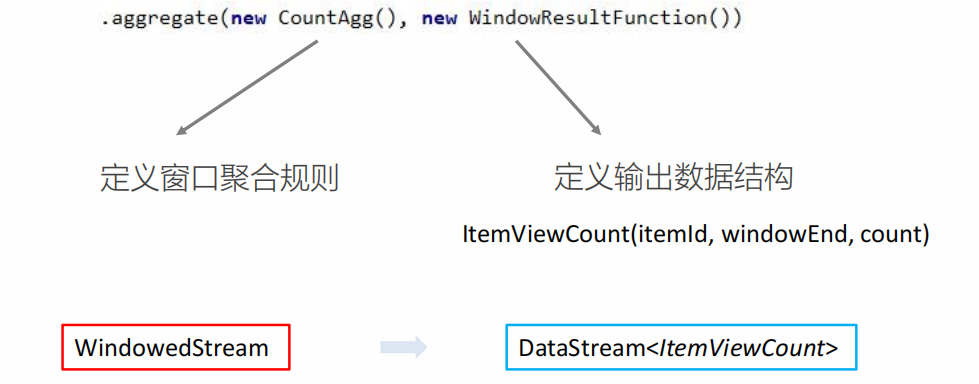 .aggregate(new CountAgg(), new WindowResultFunction())
定义窗口聚合规则
定义输出数据结构
ItemViewCount(itemId, windowEnd, count)
WindowedStream
DataStream<ItemViewCount>